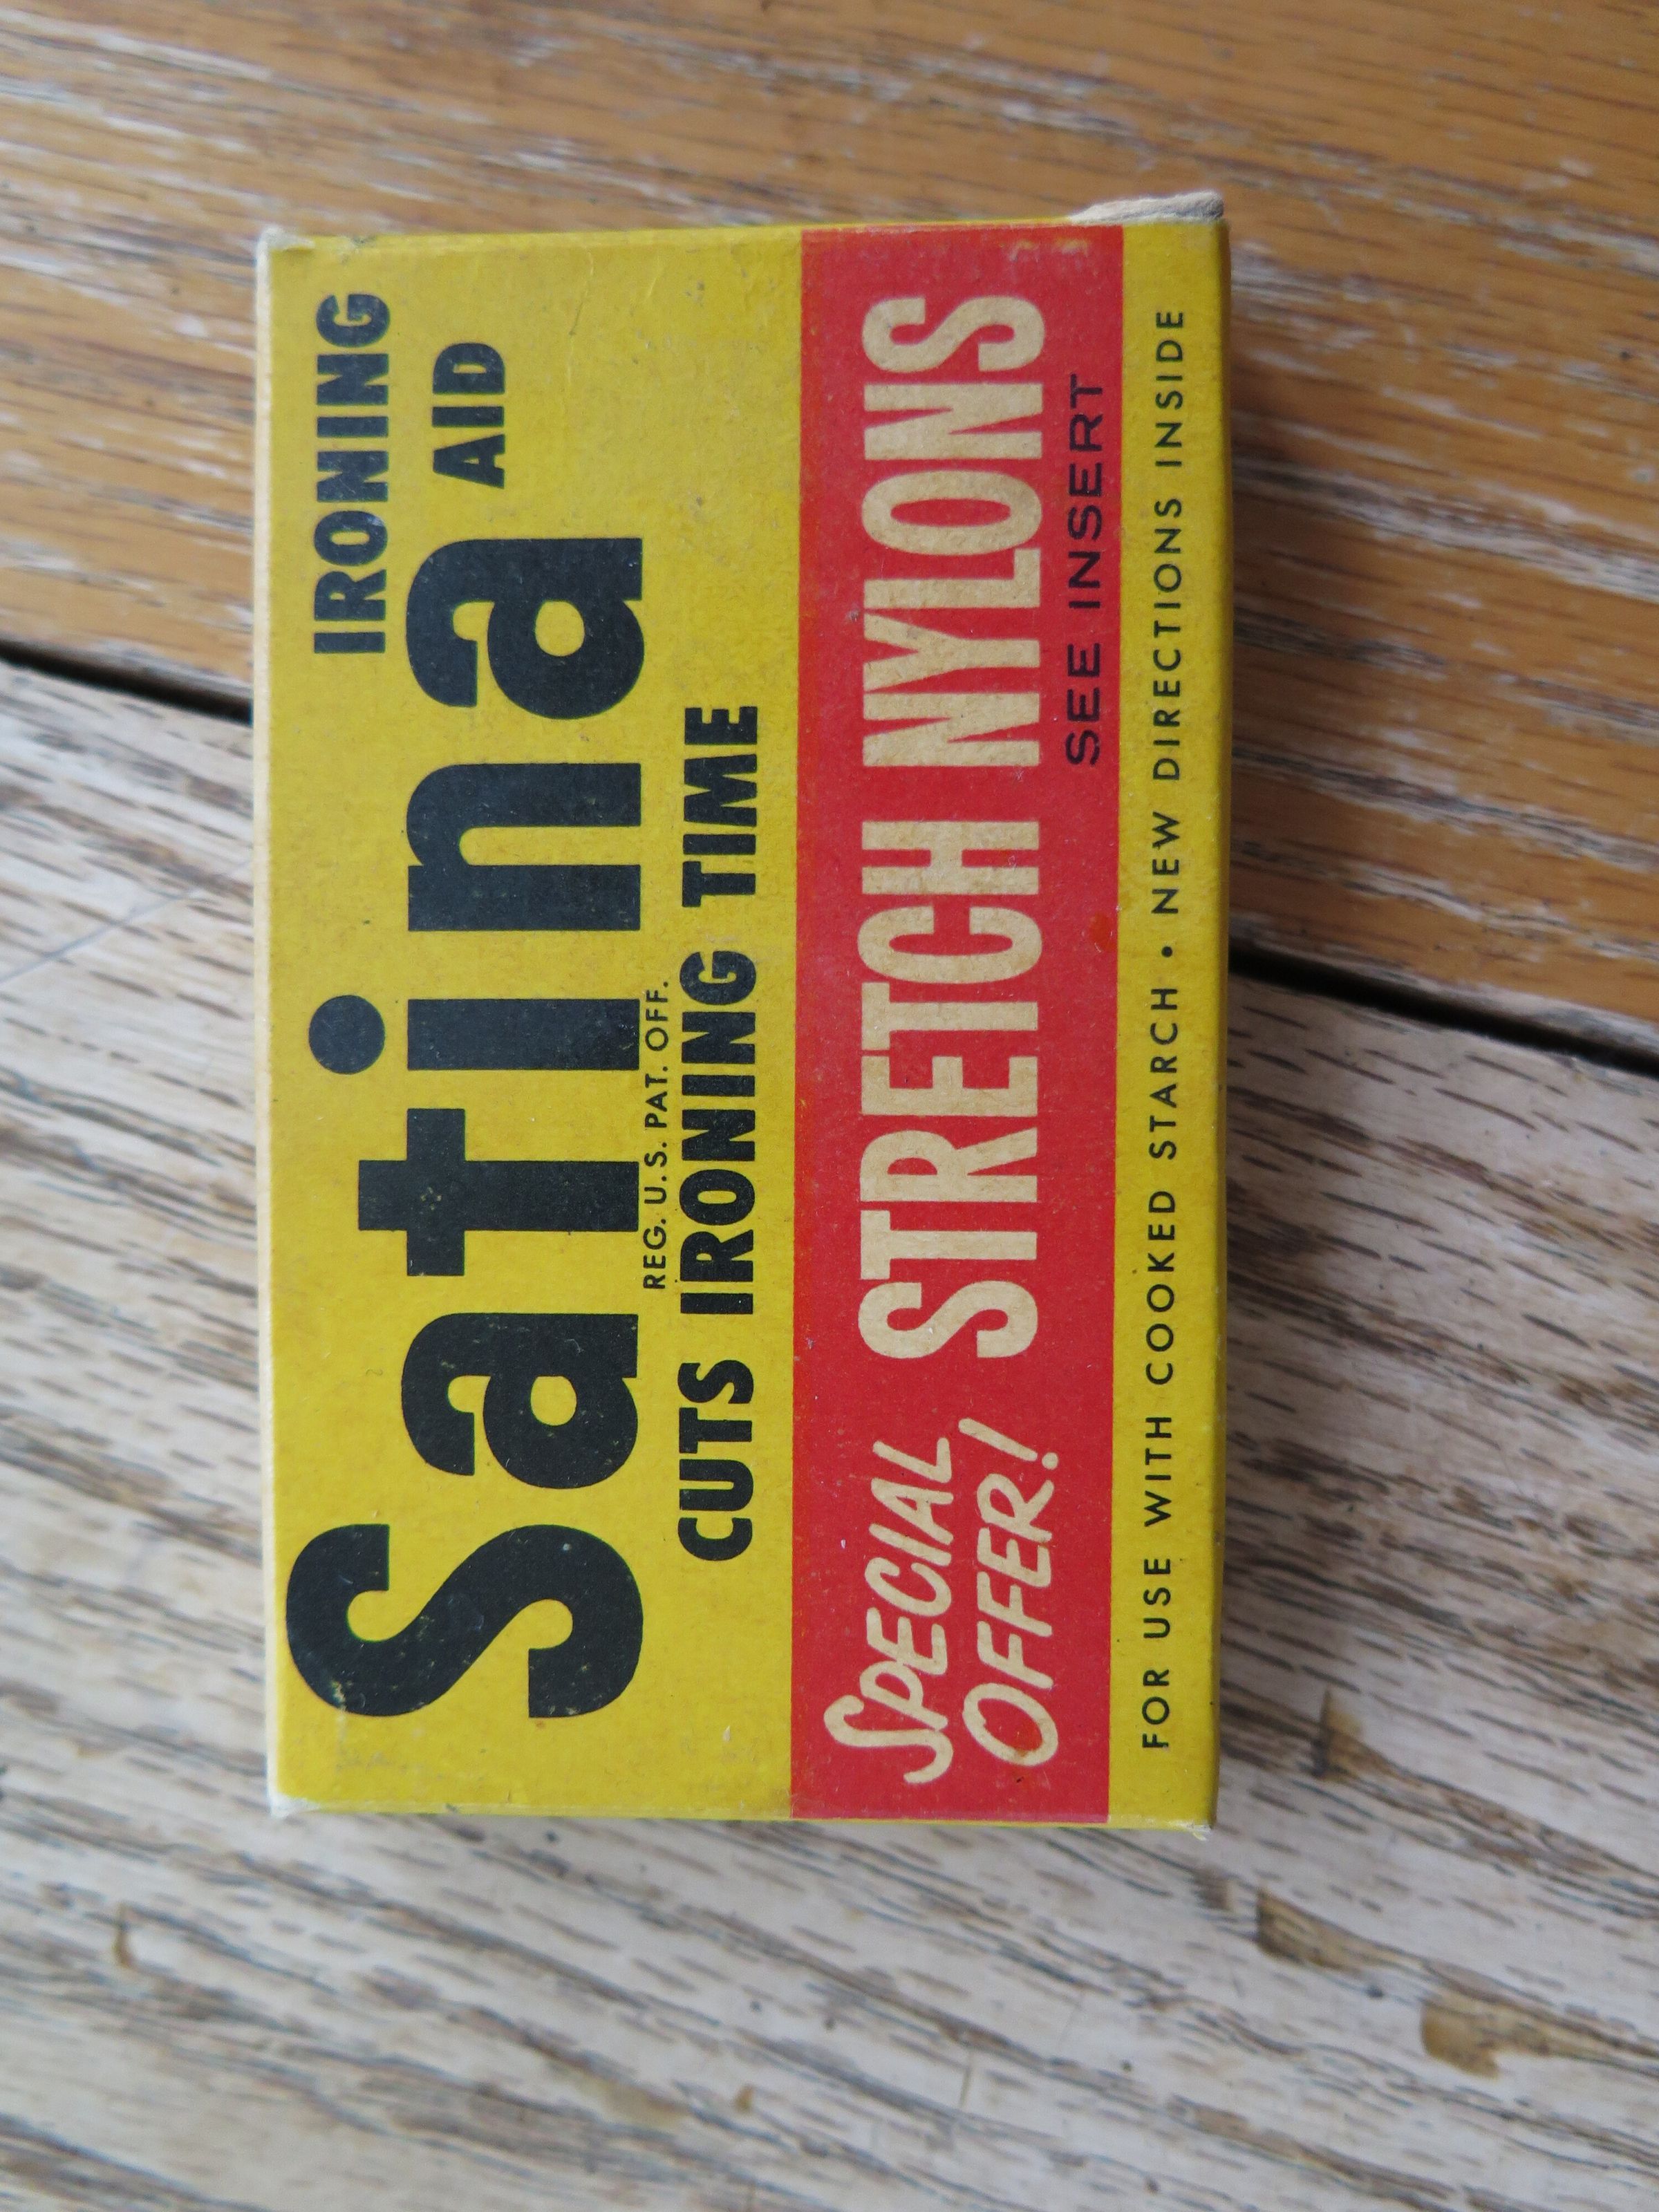 Satina IRONING
AID
REG. U.S. PAT. OFF.
CUTS IRONING TIME
SPECIAL
OFFER! STRETCH NYLONS
SEE INSERT
FOR USE WITH COOKED STARCH • NEW DIRECTIONS INSIDE